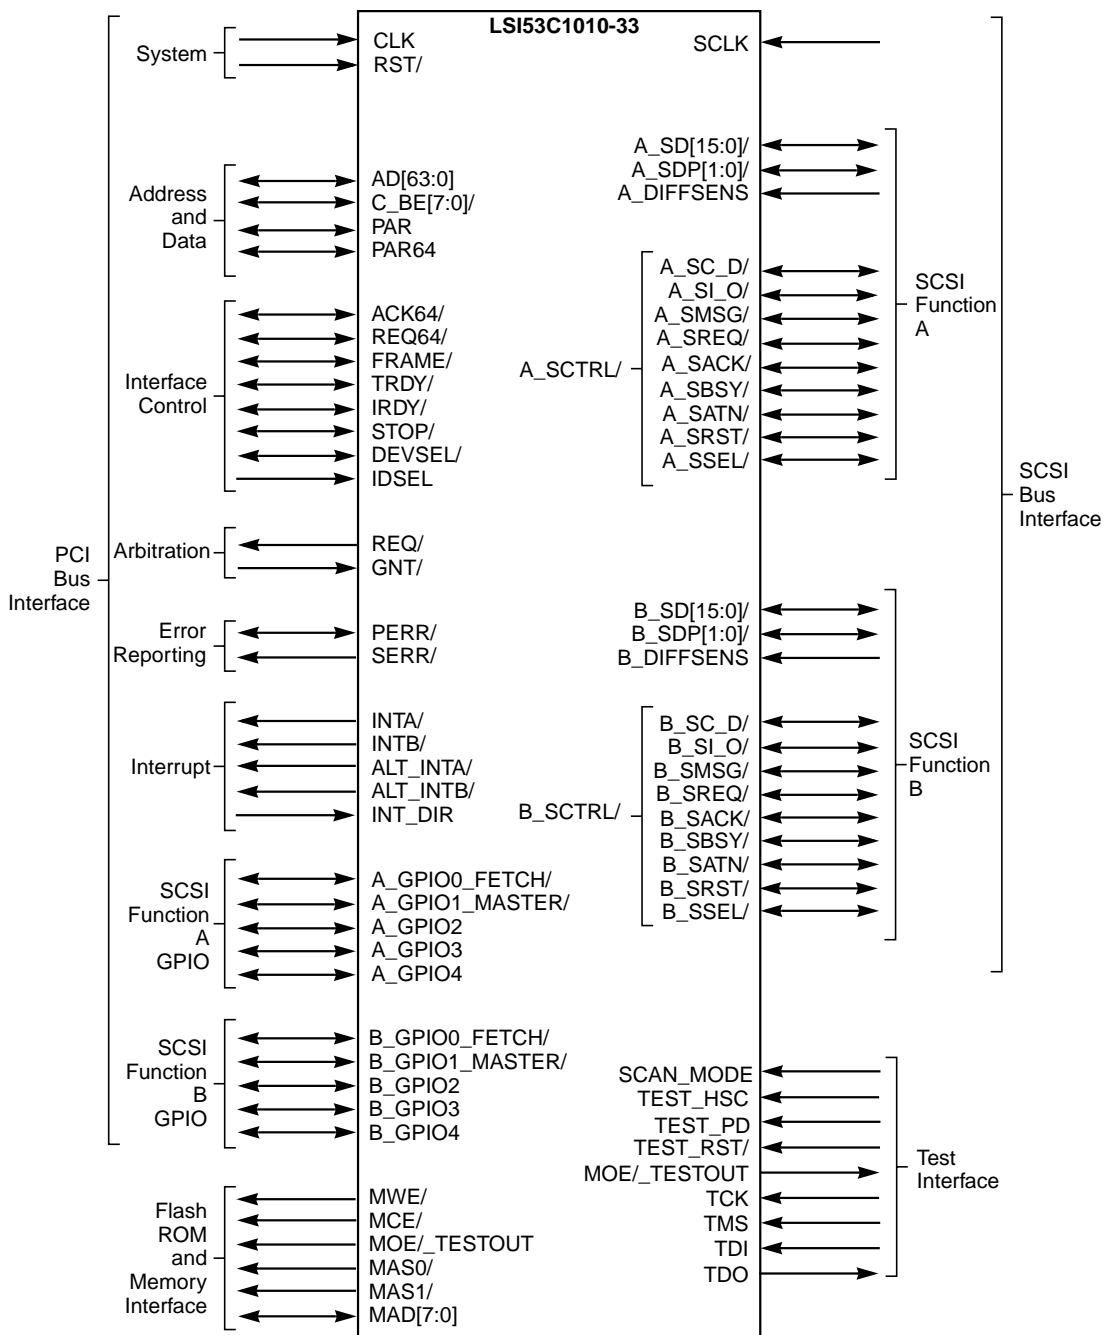 LSI53C1010-33
PCI
Bus
Interface
System
CLK
RST/
Address
and
Data
AD[63:0]
C_BE[7:0]/
PAR
PAR64
Interface
Control
ACK64/
REQ64/
FRAME/
TRDY/
IRDY/
STOP/
DEVSEL/
IDSEL
Arbitration
REQ/
GNT/
Error
Reporting
PERR/
SERR/
Interrupt
INTA/
INTB/
ALT_INTA/
ALT_INTB/
INT_DIR
SCSI
Function
A
GPIO
A_GPIO0_FETCH/
A_GPIO1_MASTER/
A_GPIO2
A_GPIO3
A_GPIO4
SCSI
Function
B
GPIO
B_GPIO0_FETCH/
B_GPIO1_MASTER/
B_GPIO2
B_GPIO3
B_GPIO4
Flash
ROM
and
Memory
Interface
MWE/
MCE/
MOE/_TESTOUT
MAS0/
MAS1/
MAD[7:0]
SCLK
A_SD[15:0]/
A_SDP[1:0]/
A_DIFFSENS
A_SCTRL/
A_SC_D/
A_SI_O/
A_SMSG/
A_SREQ/
A_SACK/
A_SBSY/
A_SATN/
A_SRST/
A_SSEL/
SCSI
Function
A
SCSI
Bus
Interface
B_SD[15:0]/
B_SDP[1:0]/
B_DIFFSENS
B_SCTRL/
B_SC_D/
B_SI_O/
B_SMSG/
B_SREQ/
B_SACK/
B_SBSY/
B_SATN/
B_SRST/
B_SSEL/
SCSI
Function
B
SCAN_MODE
TEST_HSC
TEST_PD
TEST_RST/
MOE/_TESTOUT
TCK
TMS
TDI
TDO
Test
Interface